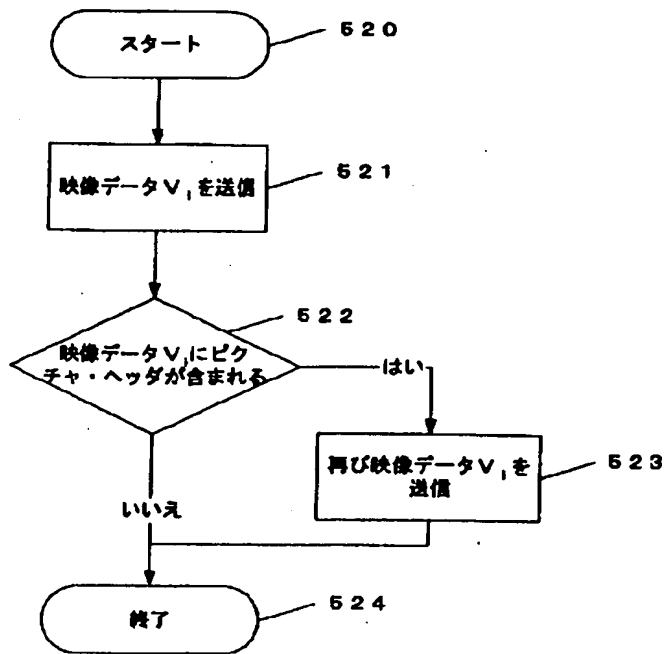 スタート
520
映像データV₁を送信
521
522
映像データV₁にピク
チャ・ヘッダが含まれる
はい
再び映像データV₁を
送信
523
いいえ
終了
524